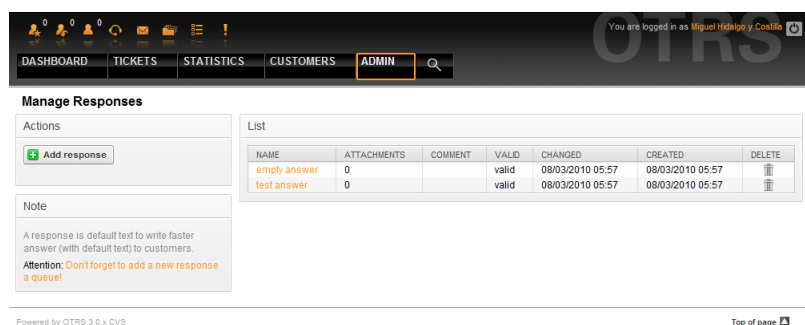 0 0 0
You are logged in as Miguel Hidalgo y Costilla
OTRS
DASHBOARD TICKETS STATISTICS CUSTOMERS ADMIN
Manage Responses
Actions
Add response
Note
A response is default text to write faster
answer (with default text) to customers.
Attention: Don't forget to add a new response
a queue!
List
NAME ATTACHMENTS COMMENT VALID CHANGED CREATED DELETE
empty answer 0 valid 08/03/2010 05:57 08/03/2010 05:57
test answer 0 valid 08/03/2010 05:57 08/03/2010 05:57
Powered by OTRS 3.0.x CVS
Top of page